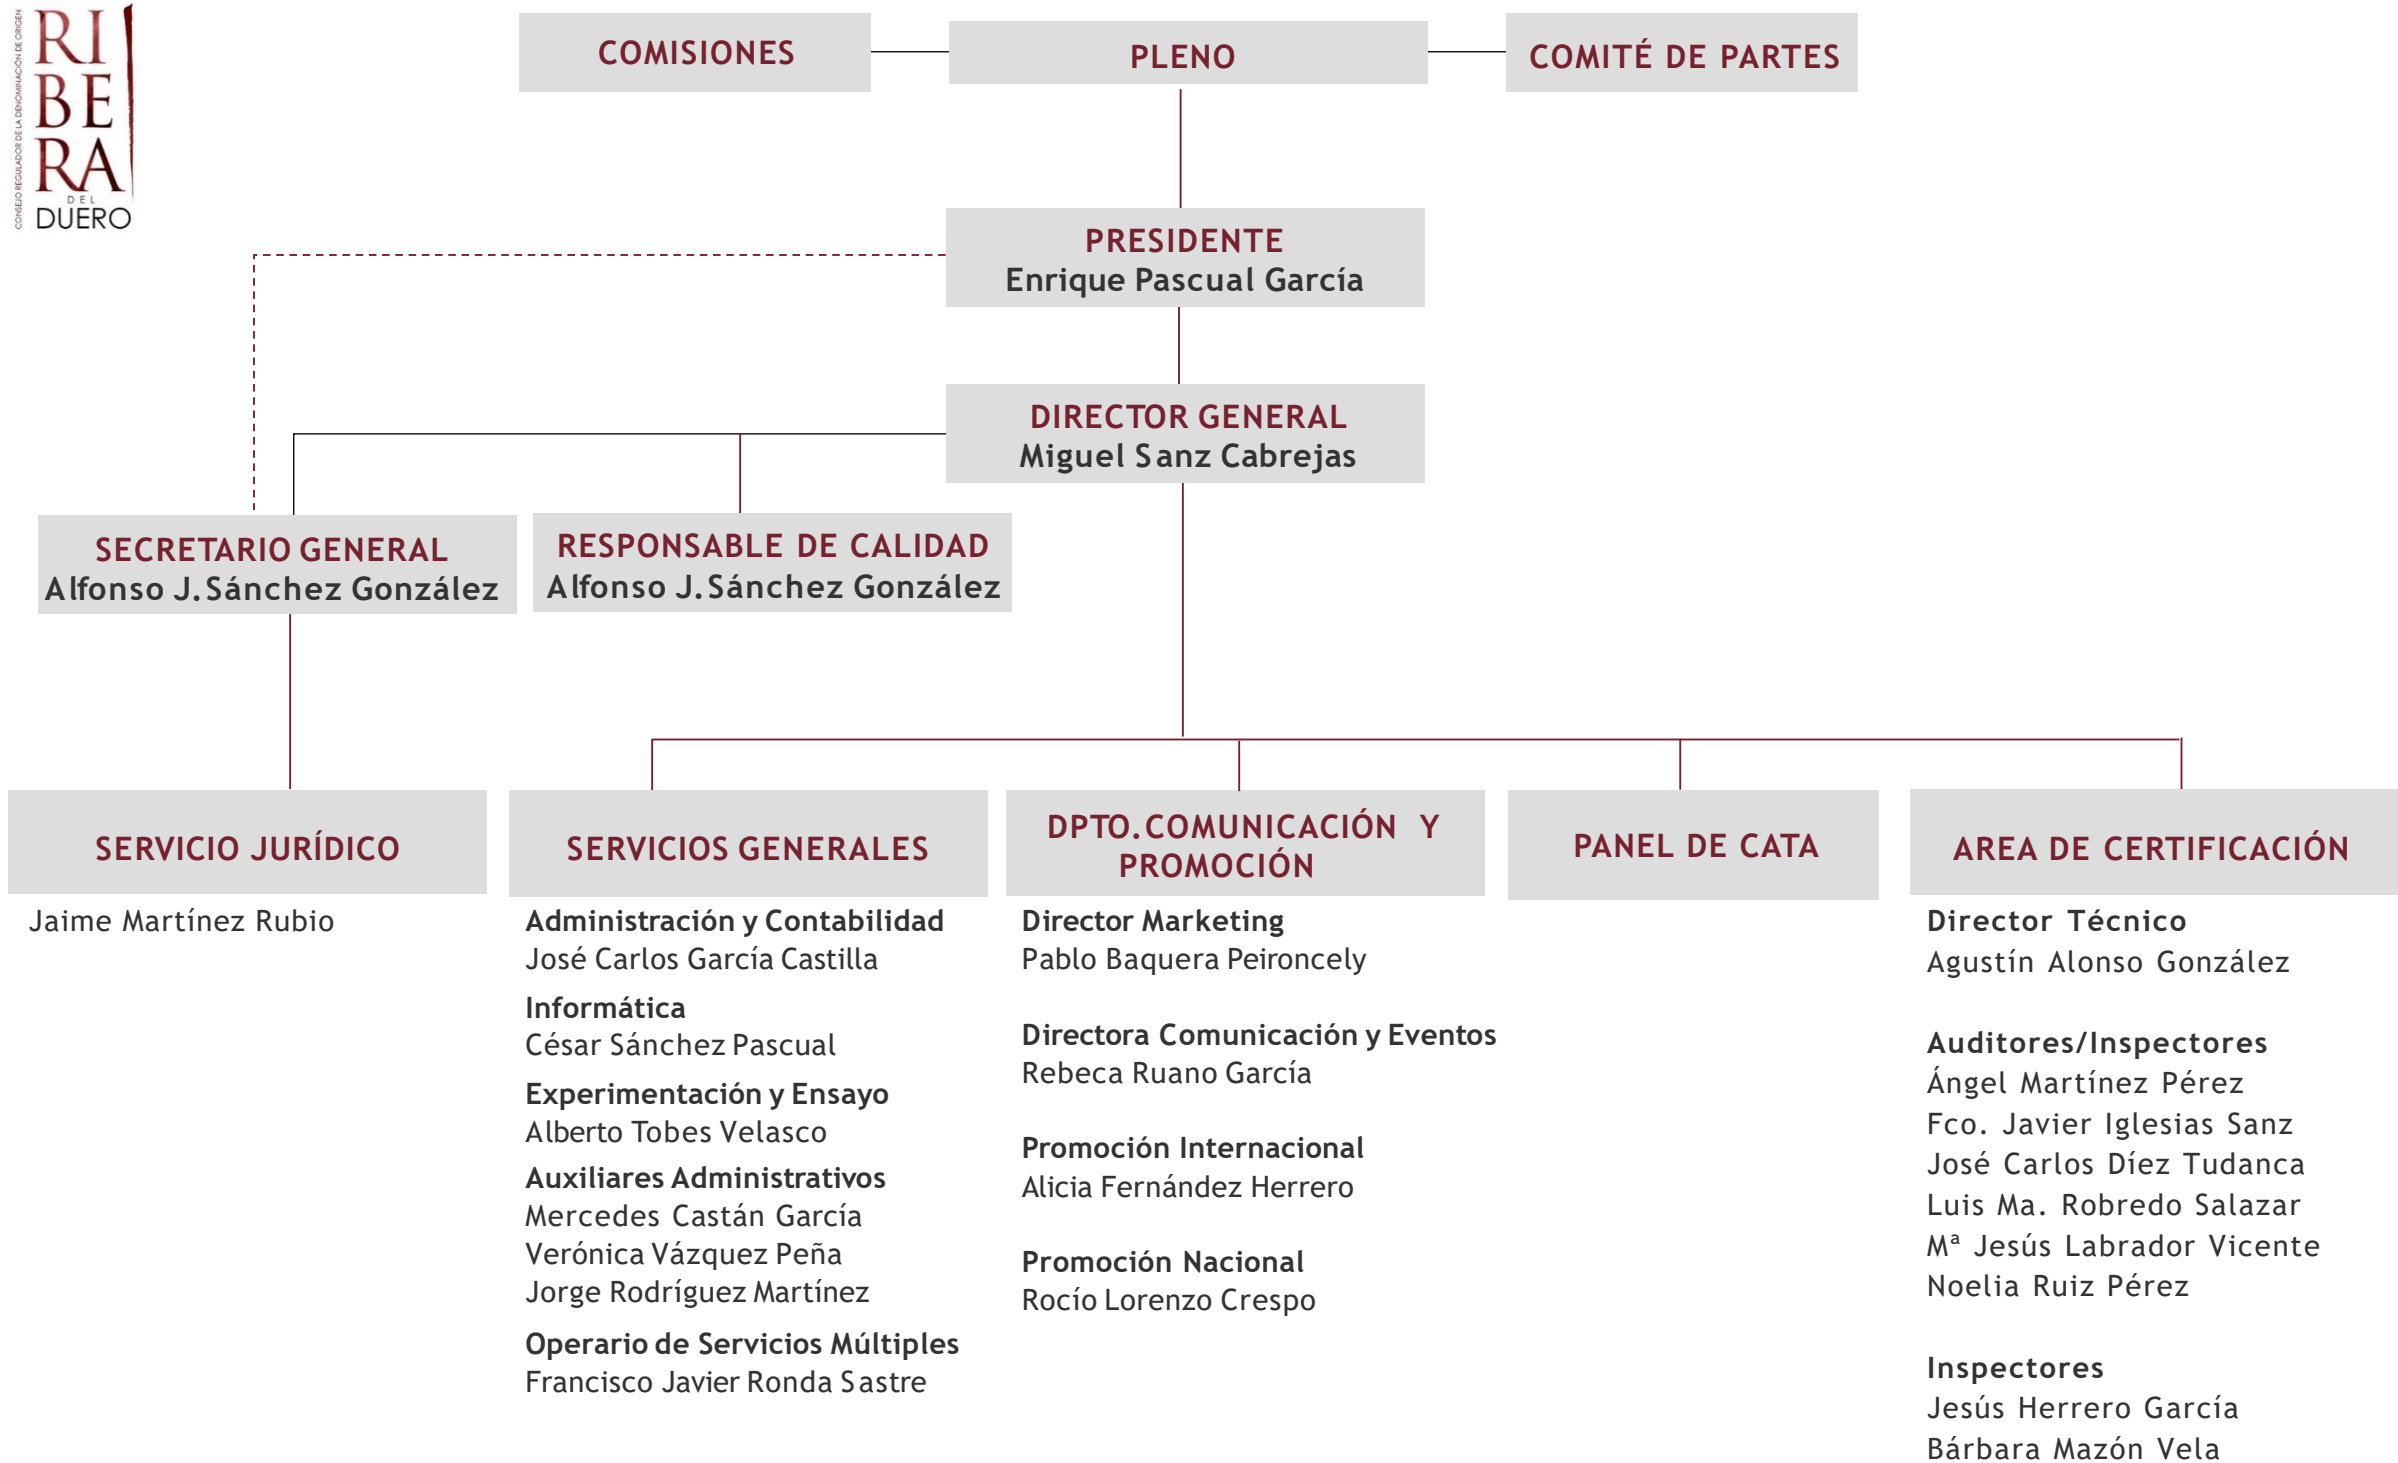 CONSEJO REGULADOR DE LA DENOMINACIÓN DE ORIGEN
RI
BE
RA
DEL
DUERO
COMISIONES
PLENO
COMITÉ DE PARTES
PRESIDENTE
Enrique Pascual García
DIRECTOR GENERAL
Miguel Sanz Cabrejas
SECRETARIO GENERAL
Alfonso J. Sánchez González
RESPONSABLE DE CALIDAD
Alfonso J. Sánchez González
SERVICIO JURÍDICO
Jaime Martínez Rubio
SERVICIOS GENERALES
Administración y Contabilidad
José Carlos García Castilla
Informática
César Sánchez Pascual
Experimentación y Ensayo
Alberto Tobes Velasco
Auxiliares Administrativos
Mercedes Castán García
Verónica Vázquez Peña
Jorge Rodríguez Martínez
Operario de Servicios Múltiples
Francisco Javier Ronda Sastre
DPTO. COMUNICACIÓN Y
PROMOCIÓN
Director Marketing
Pablo Baquera Peironcely
Directora Comunicación y Eventos
Rebeca Ruano García
Promoción Internacional
Alicia Fernández Herrero
Promoción Nacional
Rocío Lorenzo Crespo
PANEL DE CATA
AREA DE CERTIFICACIÓN
Director Técnico
Agustín Alonso González
Auditores/Inspectores
Ángel Martínez Pérez
Fco. Javier Iglesias Sanz
José Carlos Díez Tudanca
Luis Ma. Robredo Salazar
Mª Jesús Labrador Vicente
Noelia Ruiz Pérez
Inspectores
Jesús Herrero García
Bárbara Mazón Vela